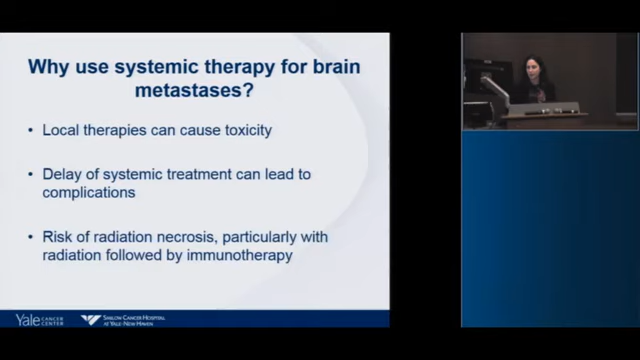 Why use systemic therapy for brain
metastases?
• Local therapies can cause toxicity
• Delay of systemic treatment can lead to
complications
• Risk of radiation necrosis, particularly with
radiation followed by immunotherapy
Yale CANCER
CENTER
SMILOW CANCER HOSPITAL
AT YALE-NEW HAVEN